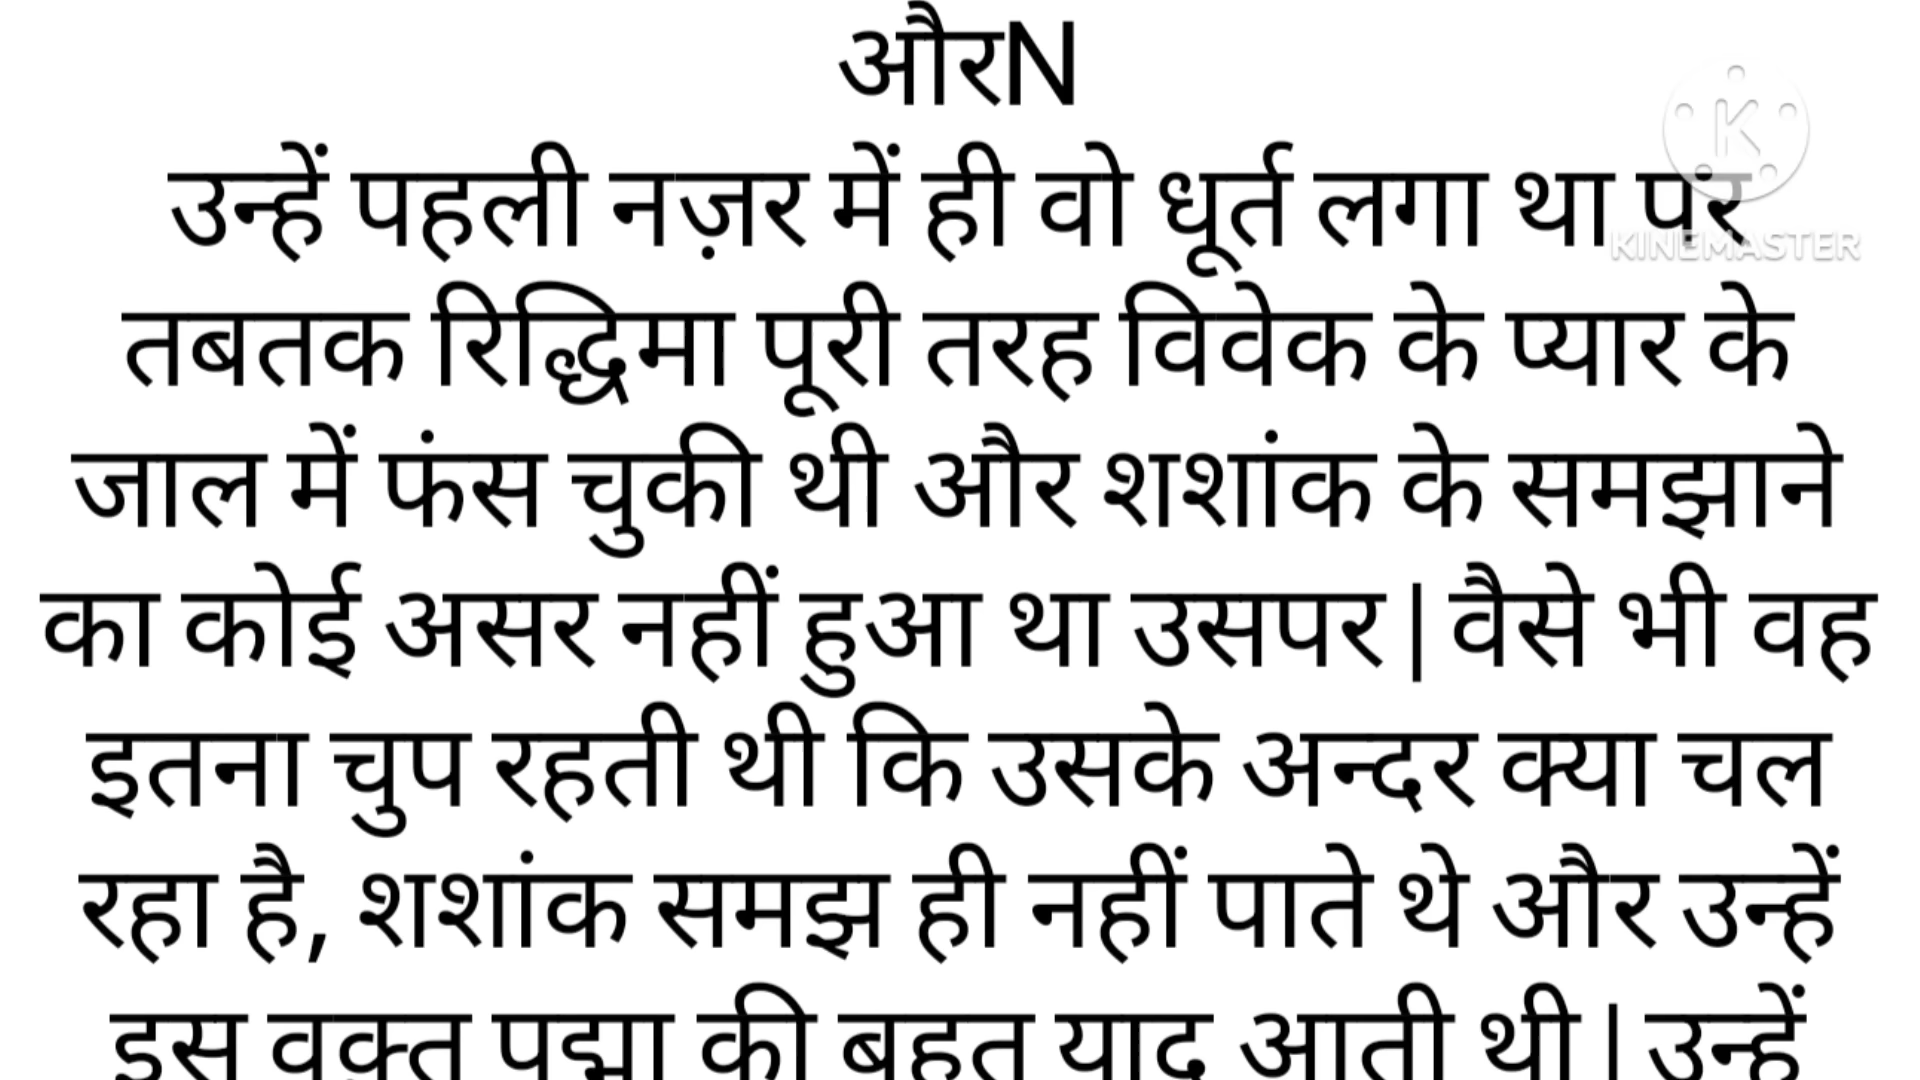 औरN
उन्हें पहली नज़र में ही वो धूर्त लगा था पर
KINEMASTER
तबतक रिद्धिमा पूरी तरह विवेक के प्यार के
जाल में फंस चुकी थी और शशांक के समझाने
का कोई असर नहीं हुआ था उसपर | वैसे भी वह
इतना चुप रहती थी कि उसके अन्दर क्या चल
रहा है, शशांक समझ ही नहीं पाते थे और उन्हें
इस वक़्त पद्मा की बहुत याद आती थी | उन्हें